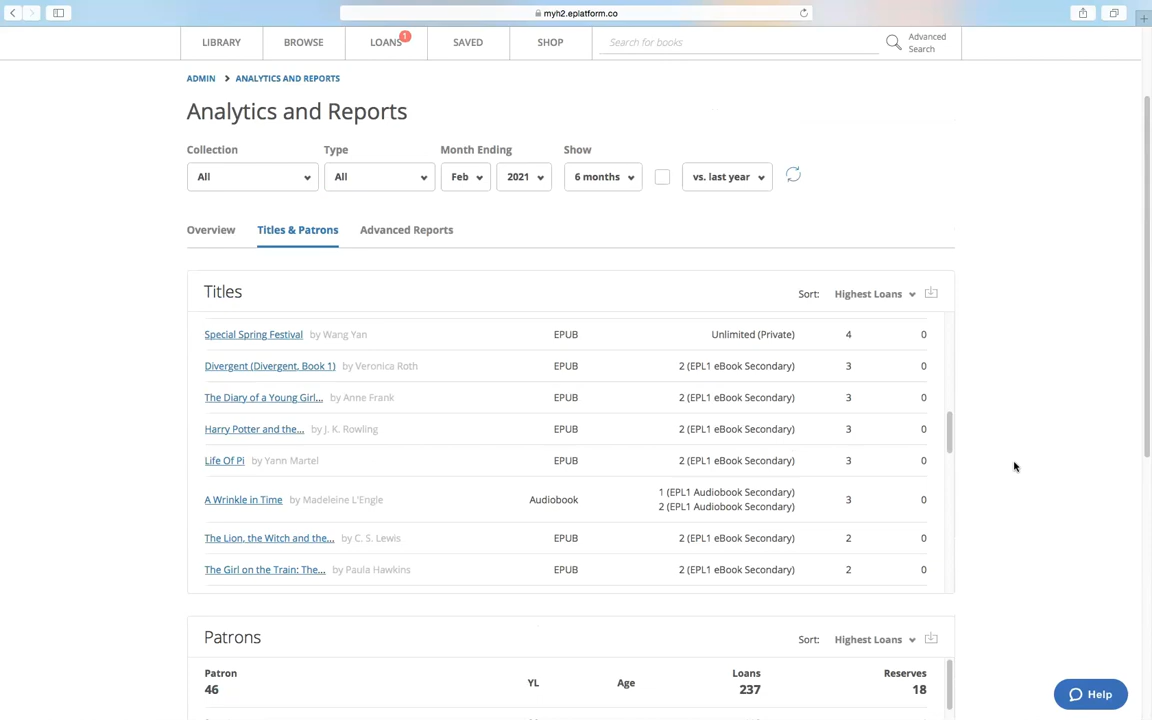 myh2.eplatform.co
LIBRARY BROWSE LOANS 1 SAVED SHOP Search for books Advanced Search
ADMIN > ANALYTICS AND REPORTS
Analytics and Reports
Collection Type Month Ending Show
All All Feb 2021 6 months vs. last year
Overview Titles & Patrons Advanced Reports
Titles Sort: Highest Loans
Special Spring Festival by Wang Yan EPUB Unlimited (Private) 4 0
Divergent (Divergent, Book 1) by Veronica Roth EPUB 2 (EPL1 eBook Secondary) 3 0
The Diary of a Young Girl... by Anne Frank EPUB 2 (EPL1 eBook Secondary) 3 0
Harry Potter and the... by J. K. Rowling EPUB 2 (EPL1 eBook Secondary) 3 0
Life Of Pi by Yann Martel EPUB 2 (EPL1 eBook Secondary) 3 0
A Wrinkle in Time by Madeleine L'Engle Audiobook 1 (EPL1 Audiobook Secondary) 3 0
2 (EPL1 Audiobook Secondary)
The Lion, the Witch and the... by C. S. Lewis EPUB 2 (EPL1 eBook Secondary) 2 0
The Girl on the Train: The... by Paula Hawkins EPUB 2 (EPL1 eBook Secondary) 2 0
Patrons Sort: Highest Loans
Patron YL Age Loans Reserves
46 237 18
Help